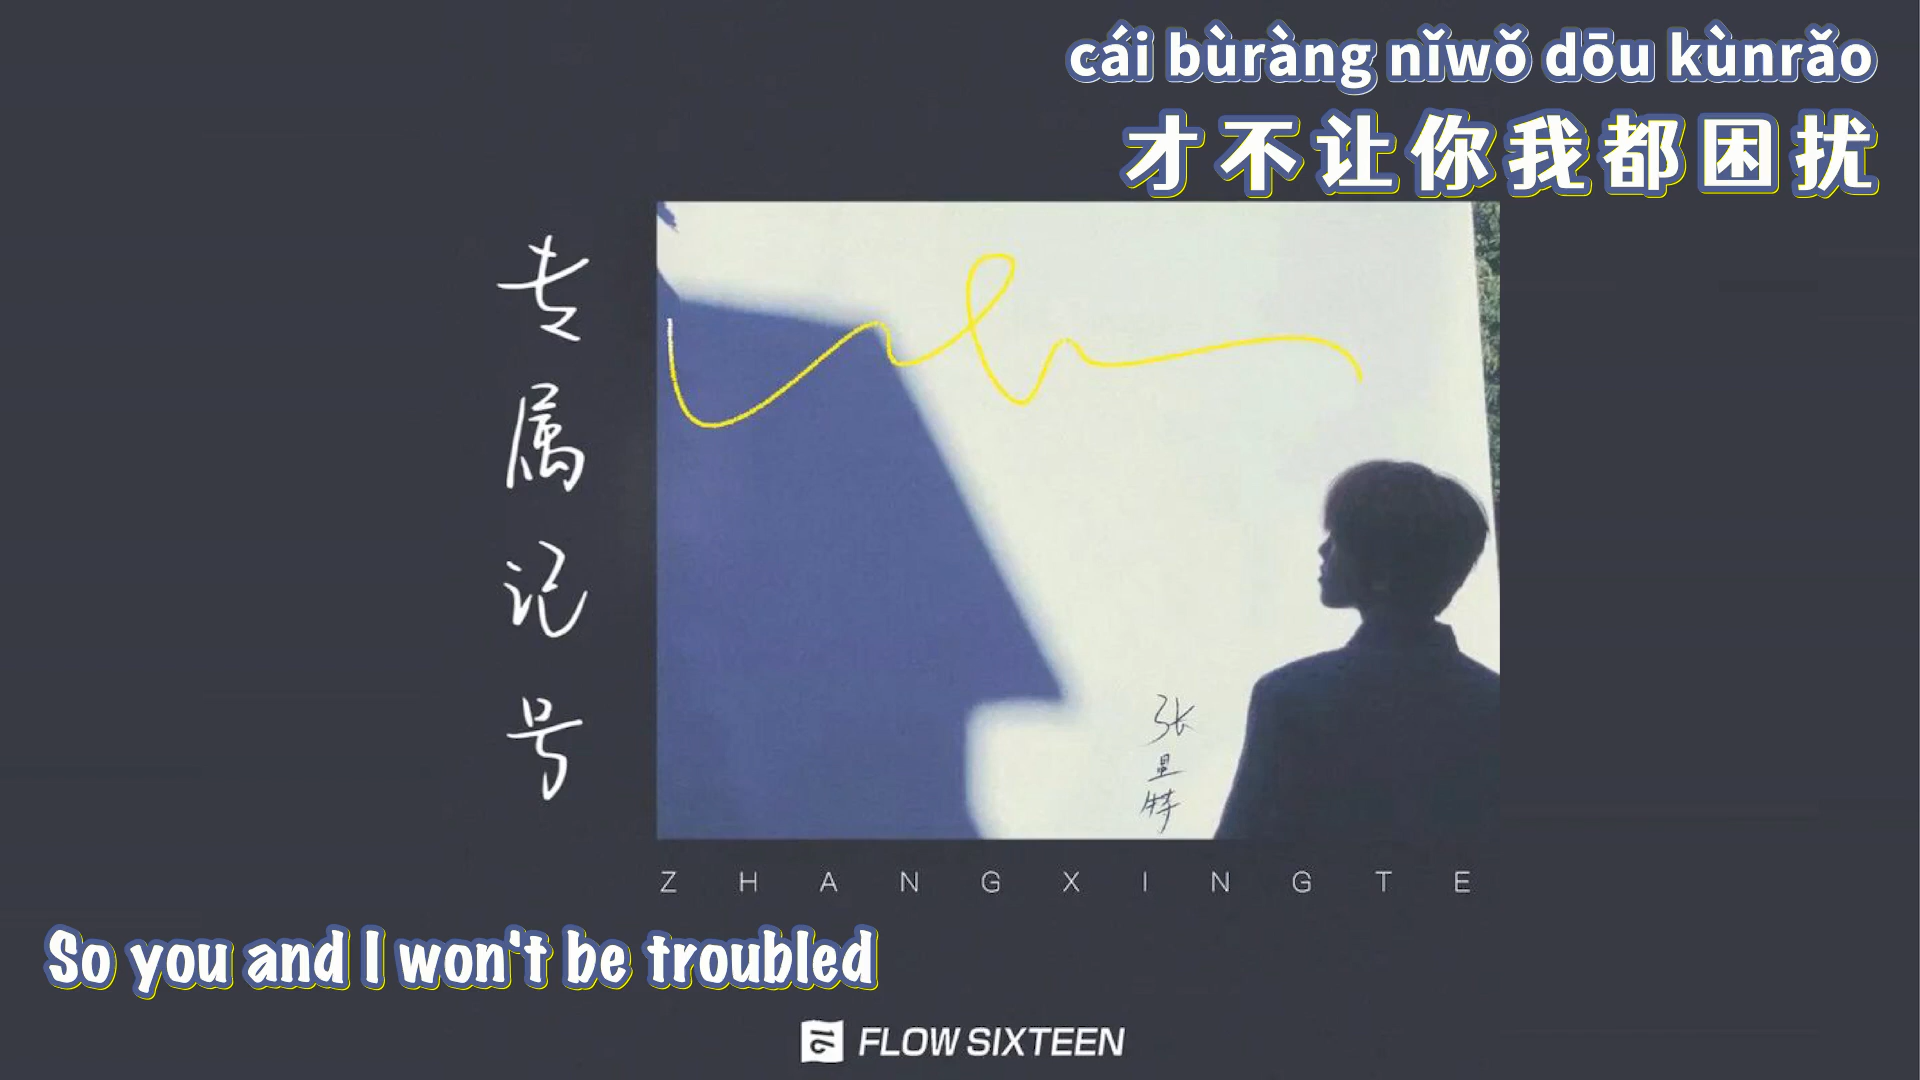 cái bùràng nǐwǒ dōu kùnrǎo
才不让你我都困扰
专属记号
张星特
ZHANGXINGTE
So you and I won't be troubled
FLOW SIXTEEN